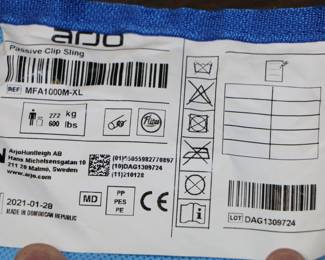 arjo
Passive Clip Sling
REF MFA1000M-XL
272 kg
600 lbs
ArjoHuntleigh AB
Hans Michelsensgatan 10
211 20 Malmö, Sweden
www.arjo.com
(10)DAG1309724
(11)210128
2021-01-28
MADE IN DOMINICAN REPUBLIC
MD
PP
PES
PE
CE
LOT DAG1309724